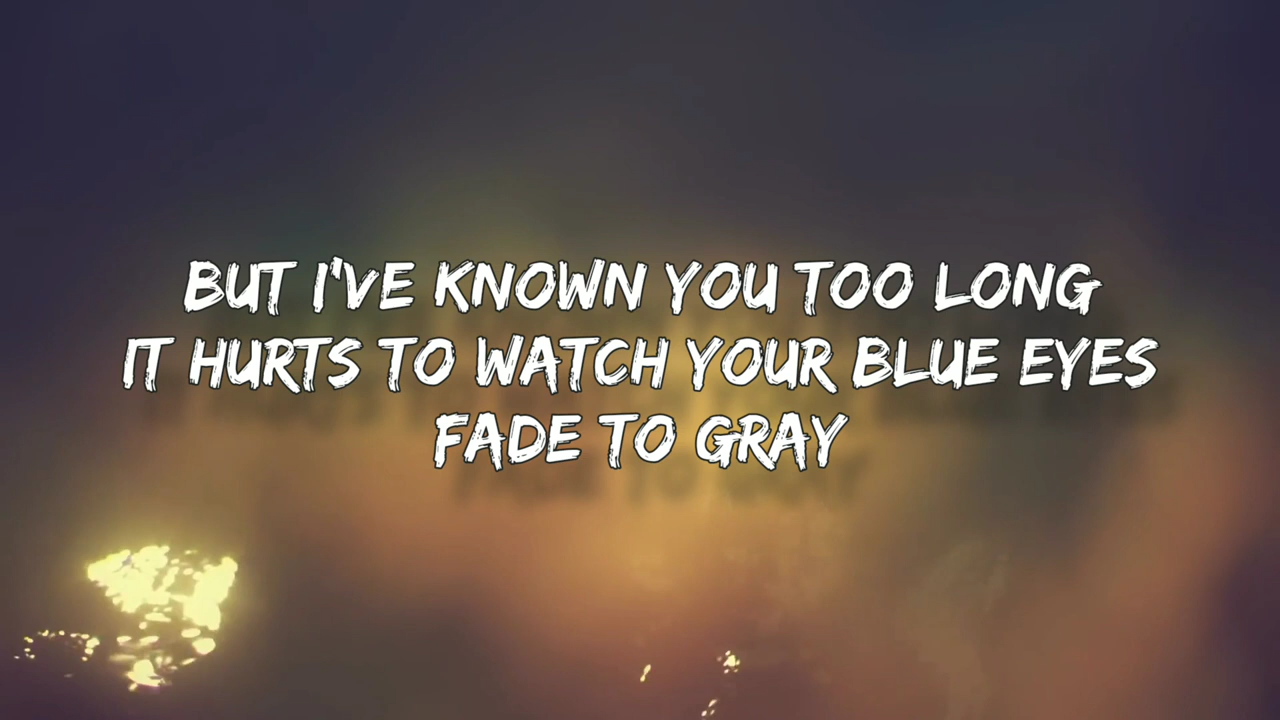 BUT I'VE KNOWN YOU TOO LONG
IT HURTS TO WATCH YOUR BLUE EYES
FADE TO GRAY